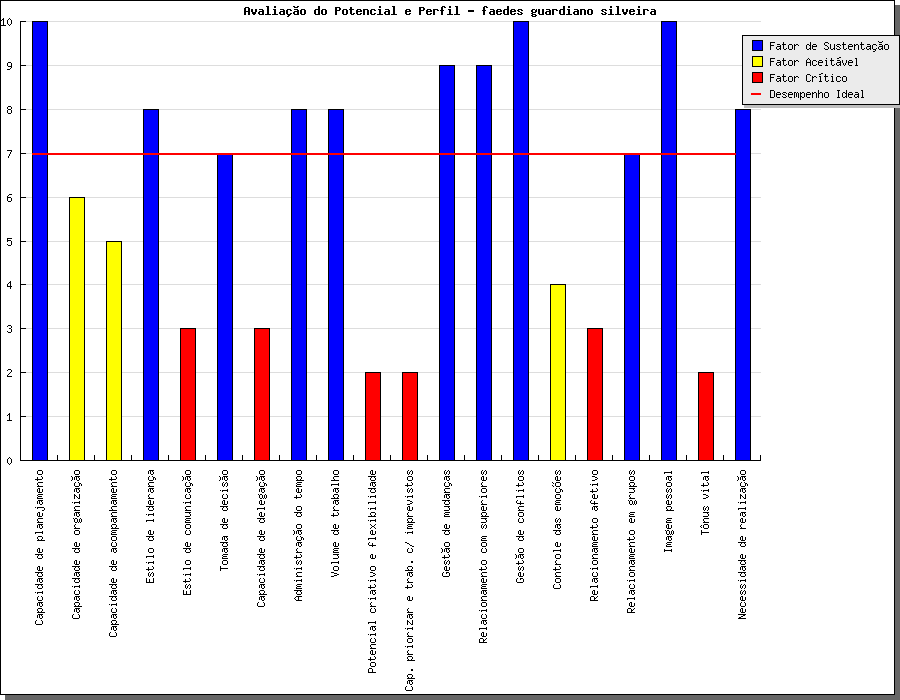 Avaliação do Potencial e Perfil - faedes guardiano silveira
10
9
8
7
6
5
4
3
2
1
0
Fator de Sustentação
Fator Aceitável
Fator Crítico
Desempenho Ideal
Capacidade de planejamento
Capacidade de organização
Capacidade de acompanhamento
Estilo de liderança
Estilo de comunicação
Tomada de decisão
Capacidade de delegação
Administração do tempo
Volume de trabalho
Potencial criativo e flexibilidade
Cap. priorizar e trab. c/ imprevistos
Gestão de mudanças
Relacionamento com superiores
Gestão de conflitos
Controle das emoções
Relacionamento afetivo
Relacionamento em grupos
Imagem pessoal
Tônus vital
Necessidade de realização